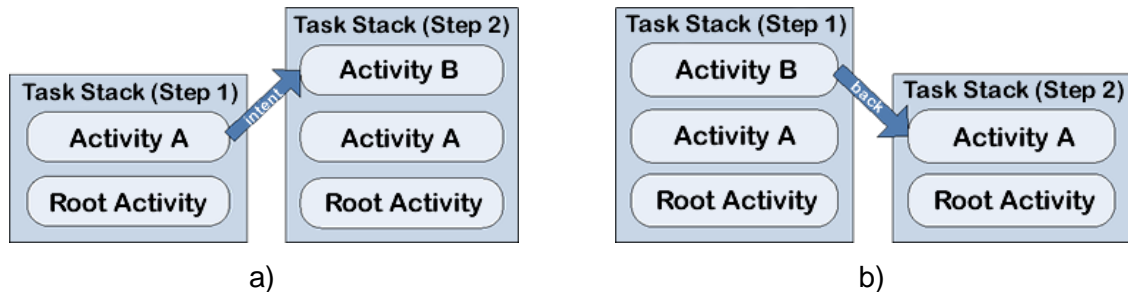 Task Stack (Step 1)
Activity A
Root Activity
intent
Task Stack (Step 2)
Activity B
Activity A
Root Activity
a)
Task Stack (Step 1)
Activity B
Activity A
Root Activity
back
Task Stack (Step 2)
Activity A
Root Activity
b)